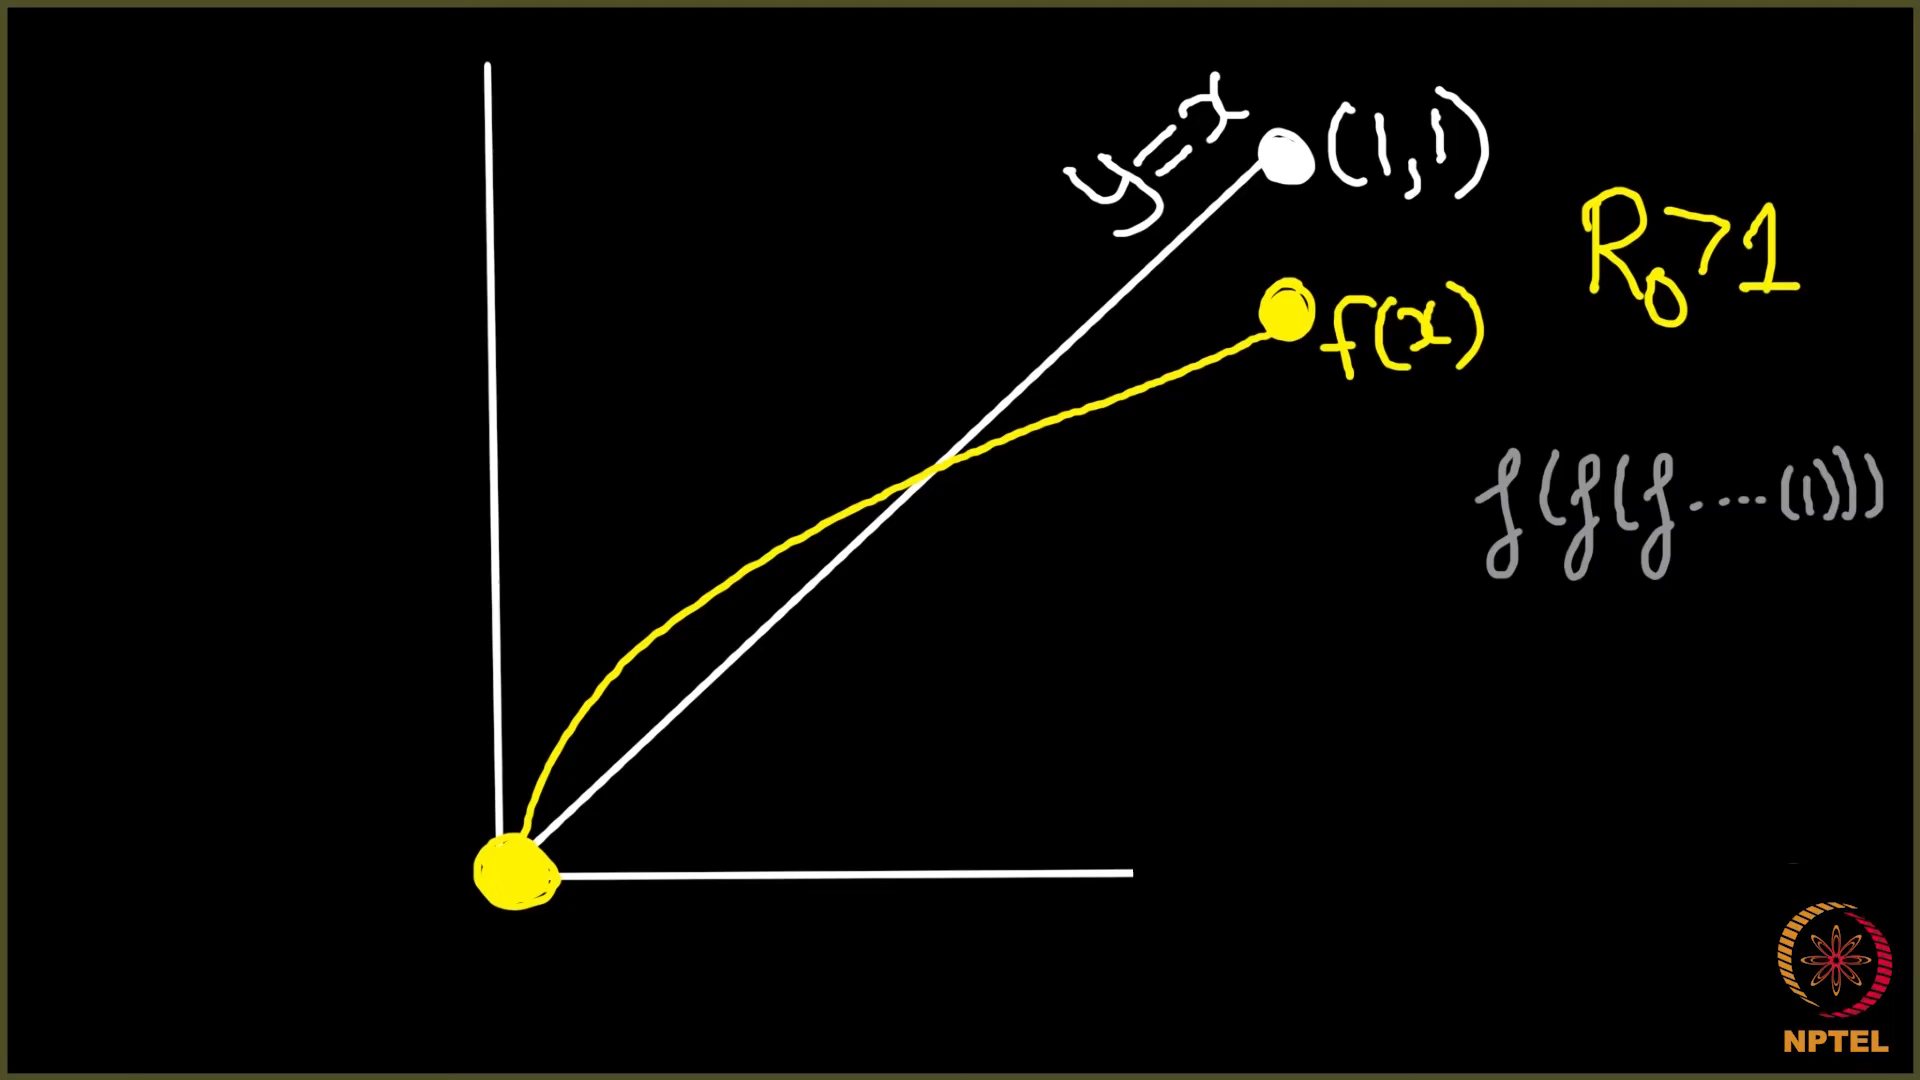 y=x
(1,1)
R₀>1
f(x)
f(f(f....(1))))
NPTEL